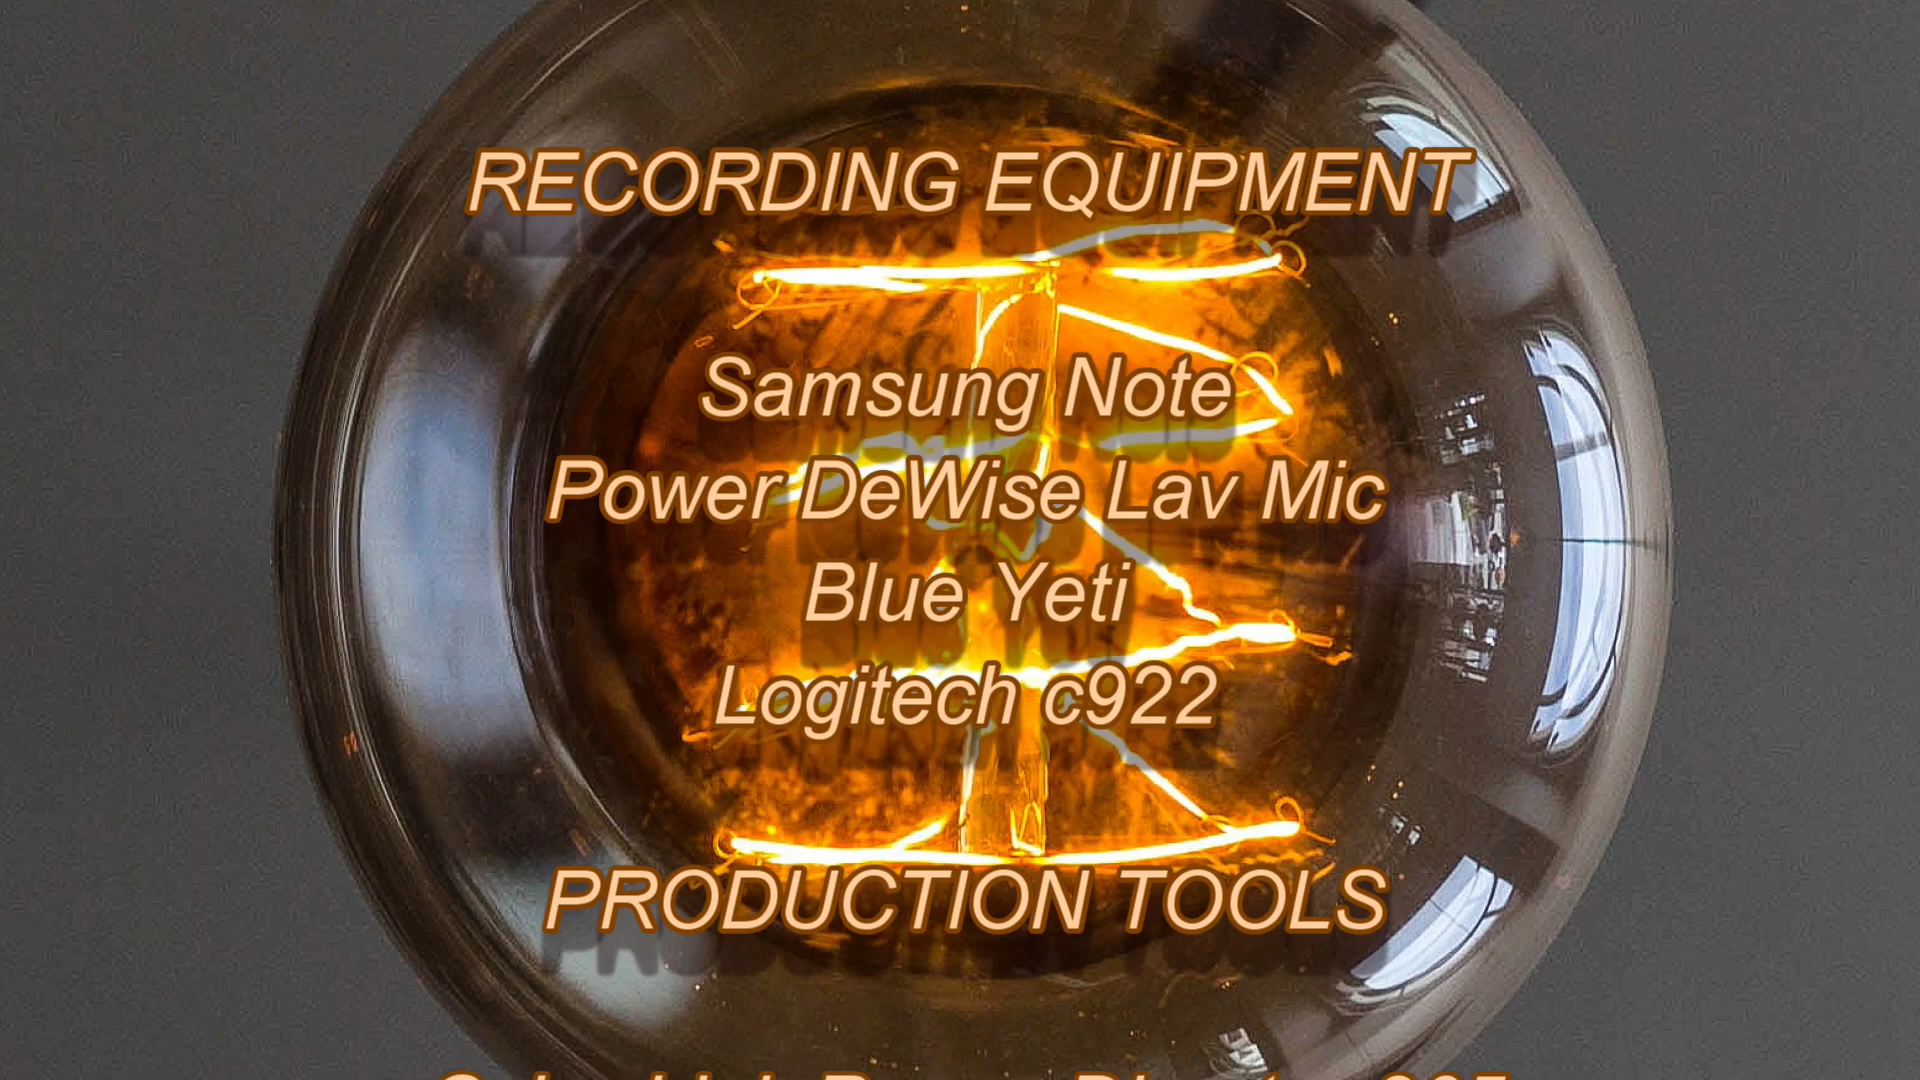 RECORDING EQUIPMENT
Samsung Note
Power DeWise Lav Mic
Blue Yeti
Logitech c922
PRODUCTION TOOLS